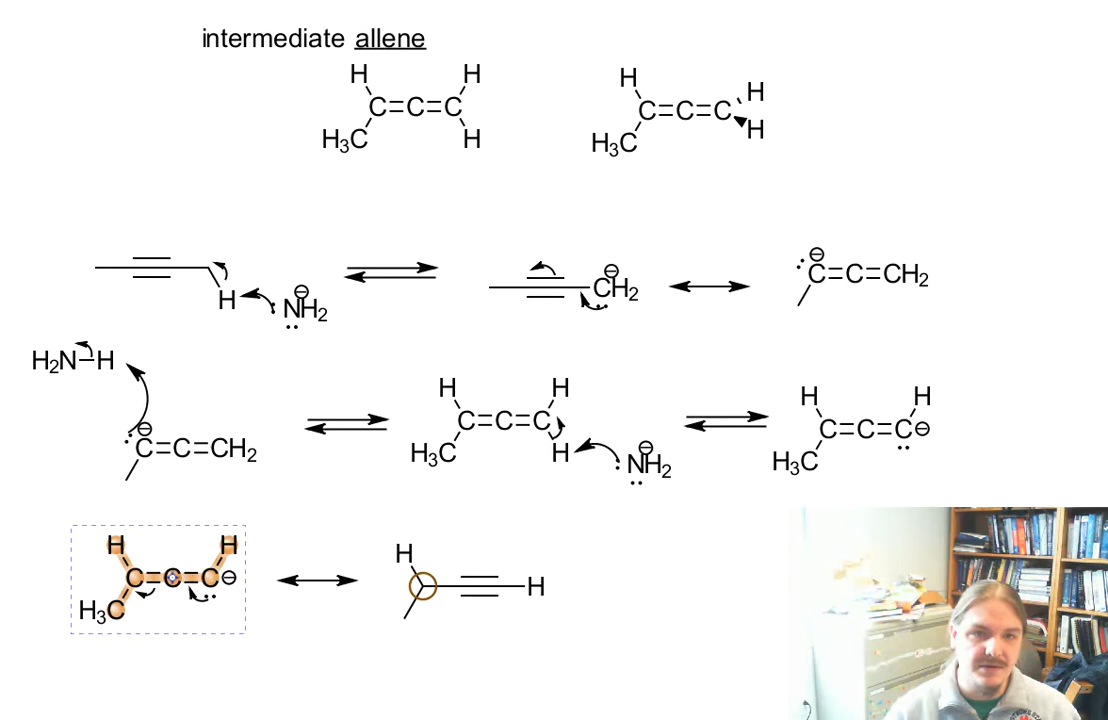 intermediate allene
H H H H
C=C=C C=C=C
H₃C H H₃C H
H NH₂ ⊖ CH₂ ⊖ C=C=CH₂ ⊖
H₂N–H
C=C=CH₂ ⊖
H H H H
C=C=C C=C=C⊖
H₃C H NH₂ ⊖ H₃C
H H H
C=C=C⊖ H
H₃C